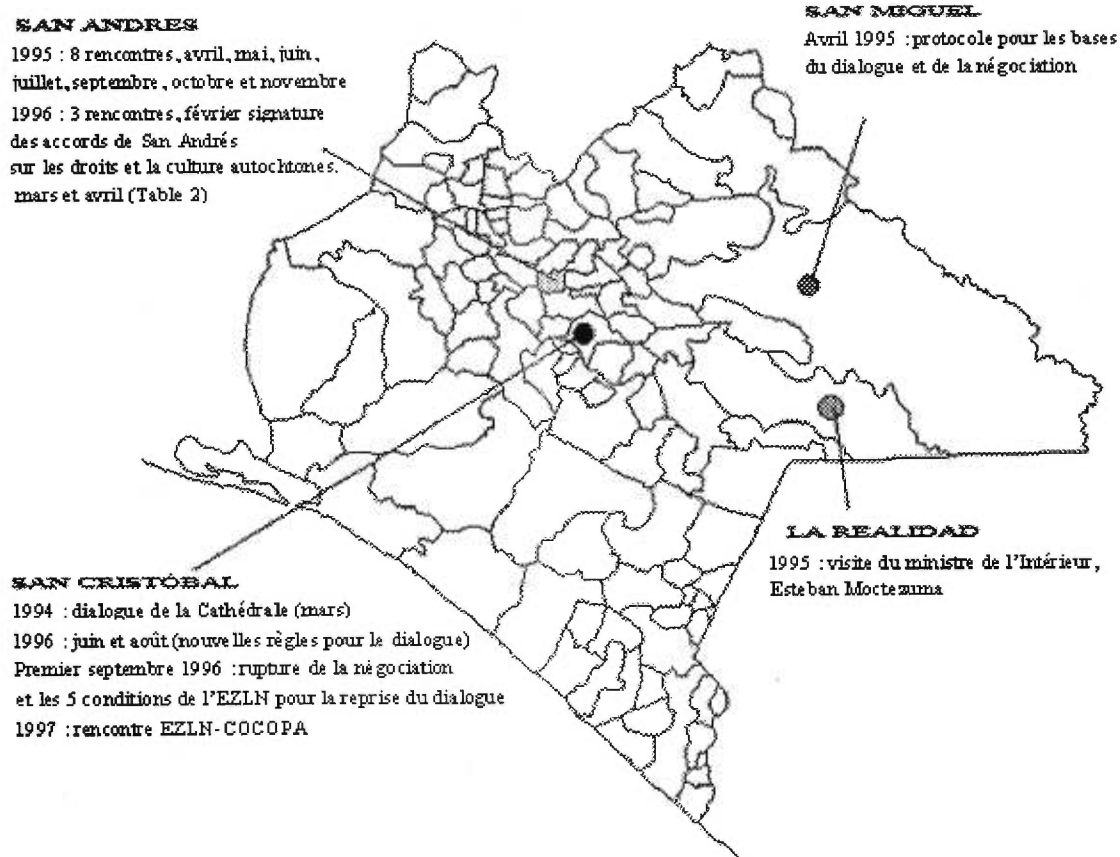 SAN ANDRES
1995 : 8 rencontres, avril, mai, juin,
juillet, septembre, octobre et novembre
1996 : 3 rencontres, février signature
des accords de San Andrés
sur les droits et la culture autochtones.
mars et avril (Table 2)
SAN MIGUEL
Avril 1995 : protocole pour les bases
du dialogue et de la négociation
LA REALIDAD
1995 : visite du ministre de l'Intérieur,
Esteban Moctezuma
SAN CRISTÓBAL
1994 : dialogue de la Cathédrale (mars)
1996 : juin et août (nouvelles règles pour le dialogue)
Premier septembre 1996 : rupture de la négociation
et les 5 conditions de l'EZLN pour la reprise du dialogue
1997 : rencontre EZLN-COCOPA